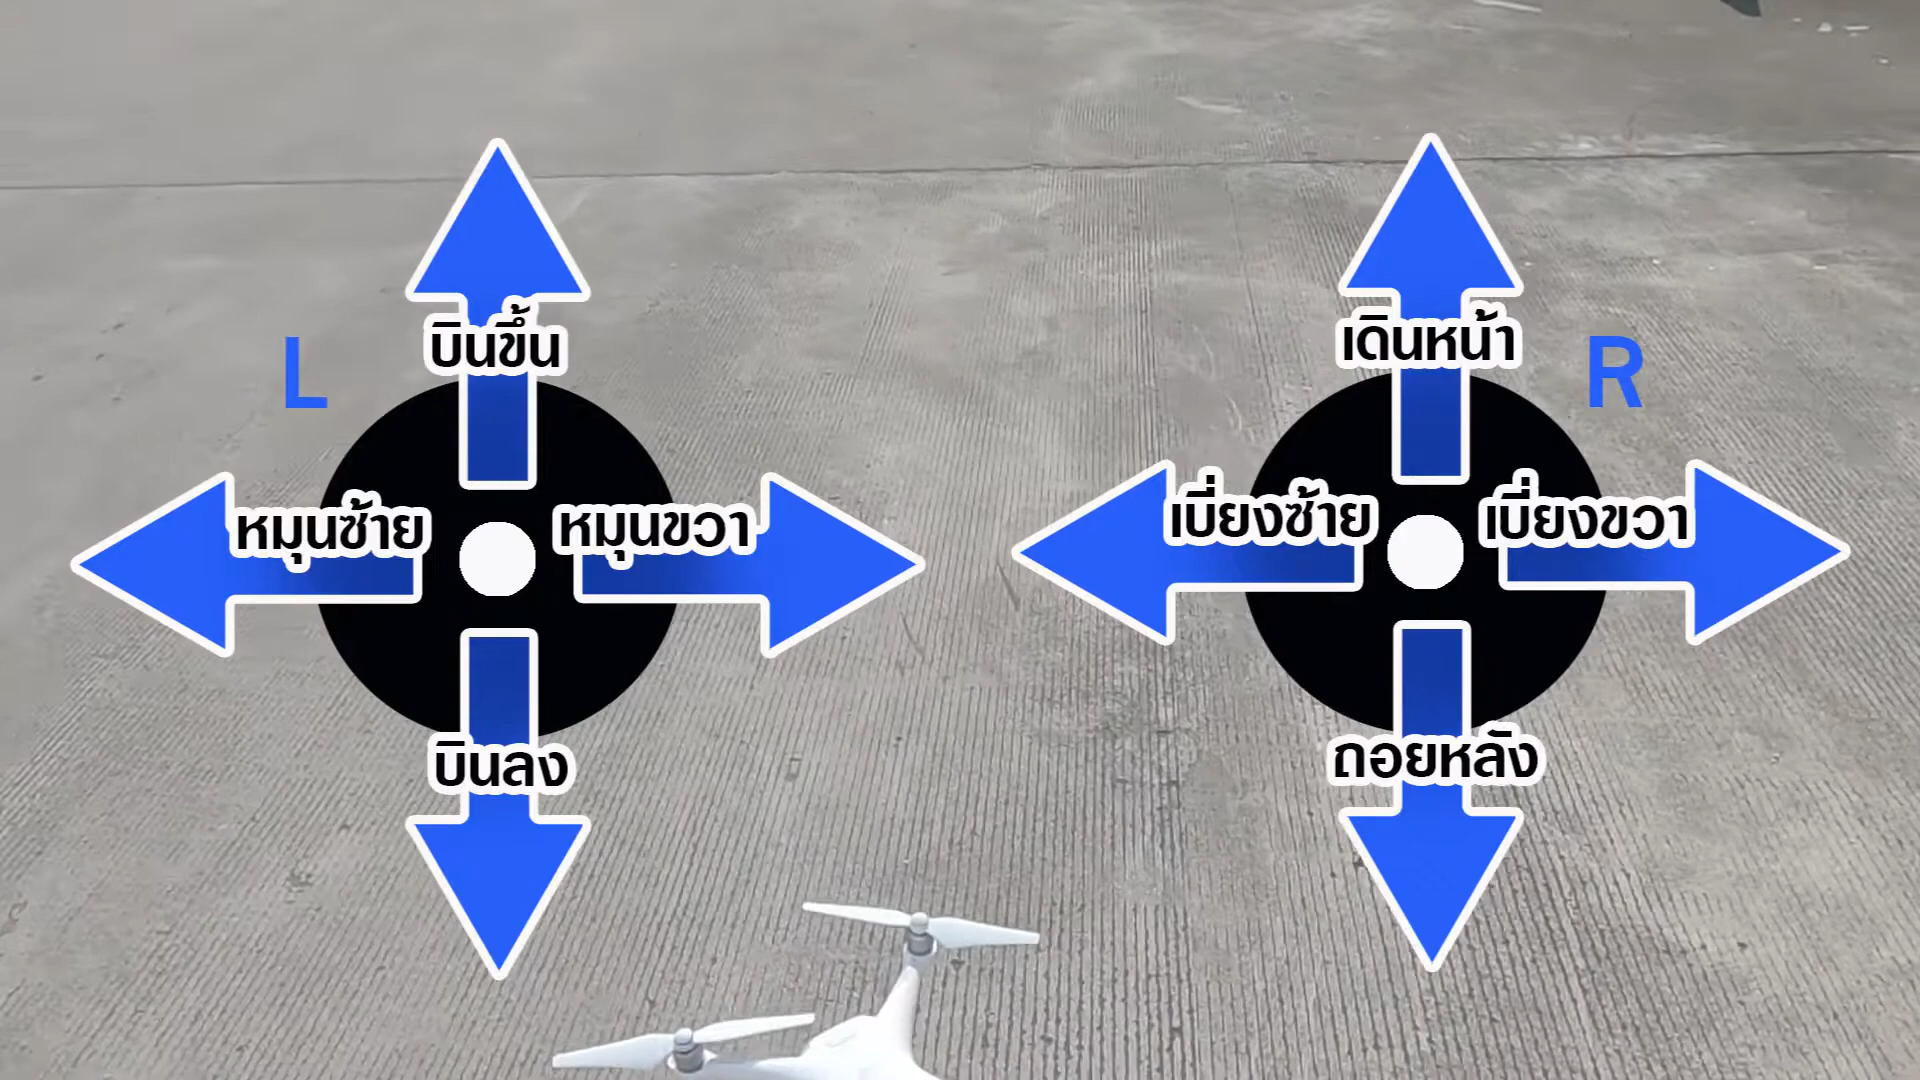 L
บินขึ้น
หมุนซ้าย
หมุนขวา
บินลง
R
เดินหน้า
เบี่ยงซ้าย
เบี่ยงขวา
ถอยหลัง